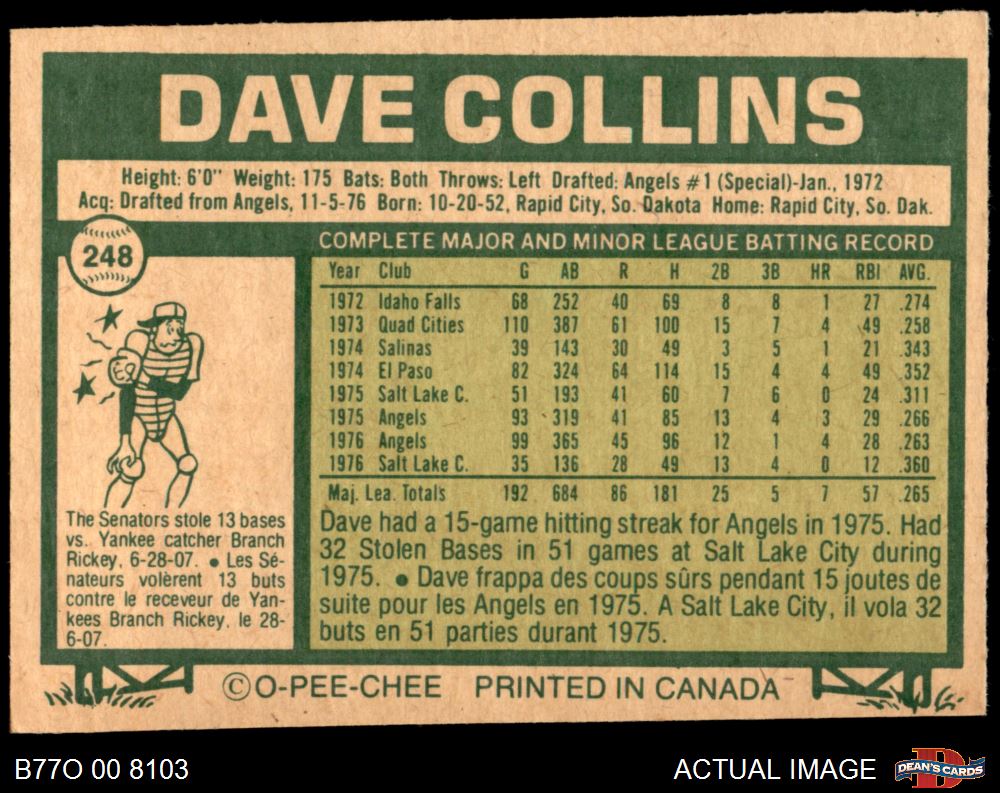 DAVE COLLINS
Height: 6'0" Weight: 175 Bats: Both Throws: Left Drafted: Angels #1 (Special)-Jan., 1972
Acq: Drafted from Angels, 11-5-76 Born: 10-20-52, Rapid City, So. Dakota Home: Rapid City, So. Dak.
248
COMPLETE MAJOR AND MINOR LEAGUE BATTING RECORD
Year Club G AB R H 2B 3B HR RBI AVG.
1972 Idaho Falls 68 252 40 69 8 8 1 27 .274
1973 Quad Cities 110 387 61 100 15 7 4 49 .258
1974 Salinas 39 143 30 49 3 5 1 21 .343
1974 El Paso 82 324 64 114 15 4 4 49 .352
1975 Salt Lake C. 51 193 41 60 7 6 0 24 .311
1975 Angels 93 319 41 85 13 4 3 29 .266
1976 Angels 99 365 45 96 12 1 4 28 .263
1976 Salt Lake C. 35 136 28 49 13 4 0 12 .360
Maj. Lea. Totals 192 684 86 181 25 5 7 57 .265
The Senators stole 13 bases
vs. Yankee catcher Branch
Rickey, 6-28-07. ● Les Sé-
nateurs volèrent 13 buts
contre le receveur de Yan-
kees Branch Rickey, le 28-
6-07.
Dave had a 15-game hitting streak for Angels in 1975. Had
32 Stolen Bases in 51 games at Salt Lake City during
1975. ● Dave frappa des coups sûrs pendant 15 joutes de
suite pour les Angels en 1975. A Salt Lake City, il vola 32
buts en 51 parties durant 1975.
© O-PEE-CHEE PRINTED IN CANADA
B77O 00 8103
ACTUAL IMAGE
DEAN'S CARDS